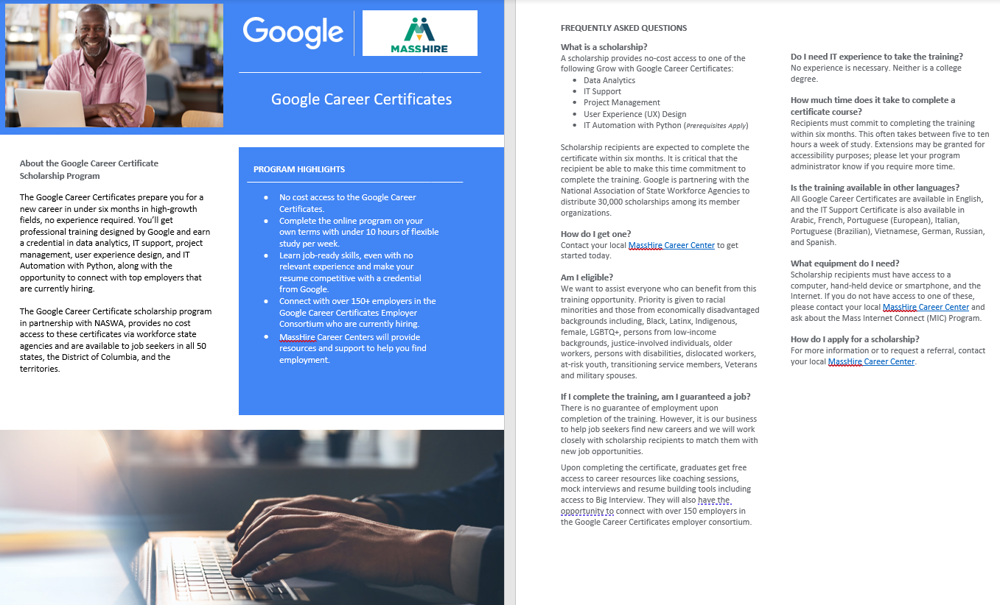 Google
MASSHIRE
Google Career Certificates
About the Google Career Certificate
Scholarship Program
The Google Career Certificates prepare you for a
new career in under six months in high-growth
fields, no experience required. You’ll get
professional training designed by Google and earn
a credential in data analytics, IT support, project
management, user experience design, and IT
Automation with Python, along with the
opportunity to connect with top employers that
are currently hiring.
The Google Career Certificate scholarship program
in partnership with NASWA, provides no cost
access to these certificates via workforce state
agencies and are available to job seekers in all 50
states, the District of Columbia, and the
territories.
PROGRAM HIGHLIGHTS
• No cost access to the Google Career
Certificates.
• Complete the online program on your
own terms with under 10 hours of flexible
study per week.
• Learn job-ready skills, even with no
relevant experience and make your
resume competitive with a credential
from Google.
• Connect with over 150+ employers in the
Google Career Certificates Employer
Consortium who are currently hiring.
• MassHire Career Centers will provide
resources and support to help you find
employment.
FREQUENTLY ASKED QUESTIONS
What is a scholarship?
A scholarship provides no-cost access to one of the
following Grow with Google Career Certificates:
• Data Analytics
• IT Support
• Project Management
• User Experience (UX) Design
• IT Automation with Python (Prerequisites Apply)
Scholarship recipients are expected to complete the
certificate within six months. It is critical that the
recipient be able to make this time commitment to
complete the training. Google is partnering with the
National Association of State Workforce Agencies to
distribute 30,000 scholarships among its member
organizations.
How do I get one?
Contact your local MassHire Career Center to get
started today.
Am I eligible?
We want to assist everyone who can benefit from this
training opportunity. Priority is given to racial
minorities and those from economically disadvantaged
backgrounds including, Black, Latinx, Indigenous,
female, LGBTQ+, persons from low-income
backgrounds, justice-involved individuals, older
workers, persons with disabilities, dislocated workers,
at-risk youth, transitioning service members, Veterans
and military spouses.
If I complete the training, am I guaranteed a job?
There is no guarantee of employment upon
completion of the training. However, it is our business
to help job seekers find new careers and we will work
closely with scholarship recipients to match them with
new job opportunities.
Upon completing the certificate, graduates get free
access to career resources like coaching sessions,
mock interviews and resume building tools including
access to Big Interview. They will also have the
opportunity to connect with over 150 employers in
the Google Career Certificates employer consortium.
Do I need IT experience to take the training?
No experience is necessary. Neither is a college
degree.
How much time does it take to complete a
certificate course?
Recipients must commit to completing the training
within six months. This often takes between five to ten
hours a week of study. Extensions may be granted for
accessibility purposes; please let your program
administrator know if you require more time.
Is the training available in other languages?
All Google Career Certificates are available in English,
and the IT Support Certificate is also available in
Arabic, French, Portuguese (European), Italian,
Portuguese (Brazilian), Vietnamese, German, Russian,
and Spanish.
What equipment do I need?
Scholarship recipients must have access to a
computer, hand-held device or smartphone, and the
Internet. If you do not have access to one of these,
please contact your local MassHire Career Center and
ask about the Mass Internet Connect (MIC) Program.
How do I apply for a scholarship?
For more information or to request a referral, contact
your local MassHire Career Center.